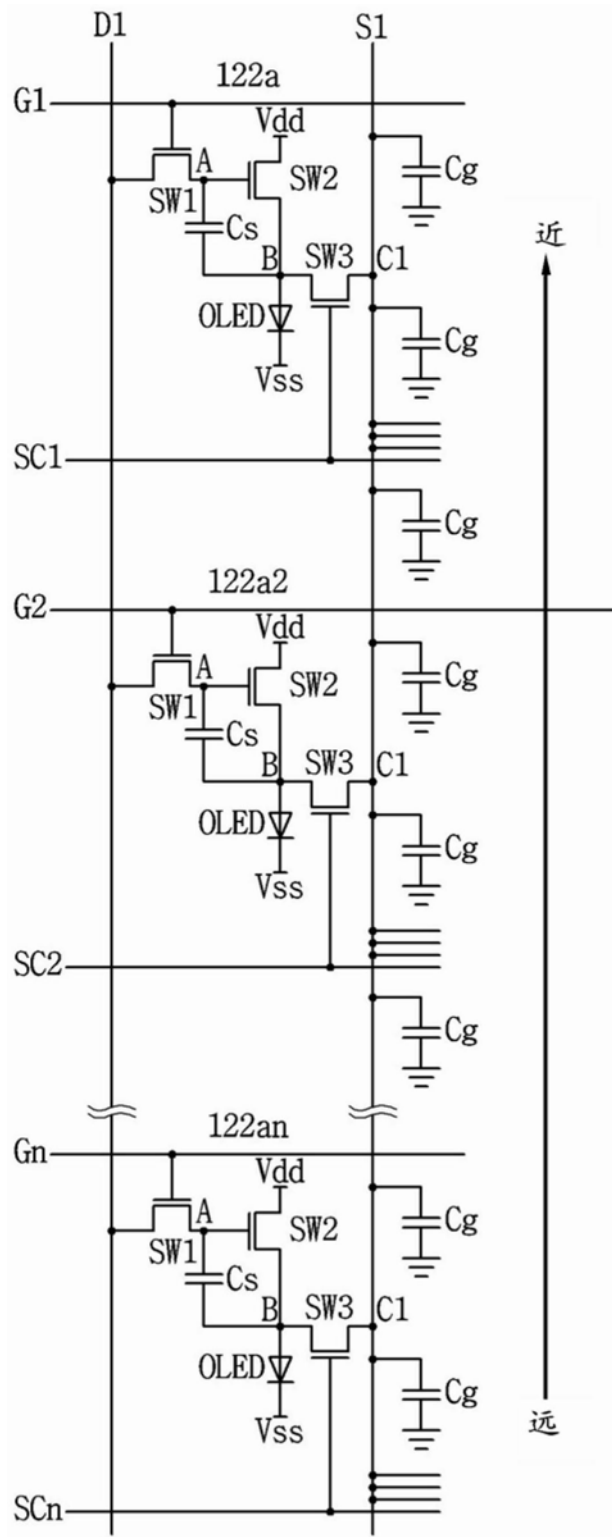 D1 S1
122a
G1
Vdd
A
SW2
Cg
SW1
Cs
近
B SW3 C1
OLED
Cg
Vss
SC1
Cg
122a2
G2
Vdd
A
SW2
Cg
SW1
Cs
B SW3 C1
OLED
Cg
Vss
SC2
Cg
122an
Gn
Vdd
A
SW2
Cg
SW1
Cs
B SW3 C1
OLED
Cg
Vss
远
SCn